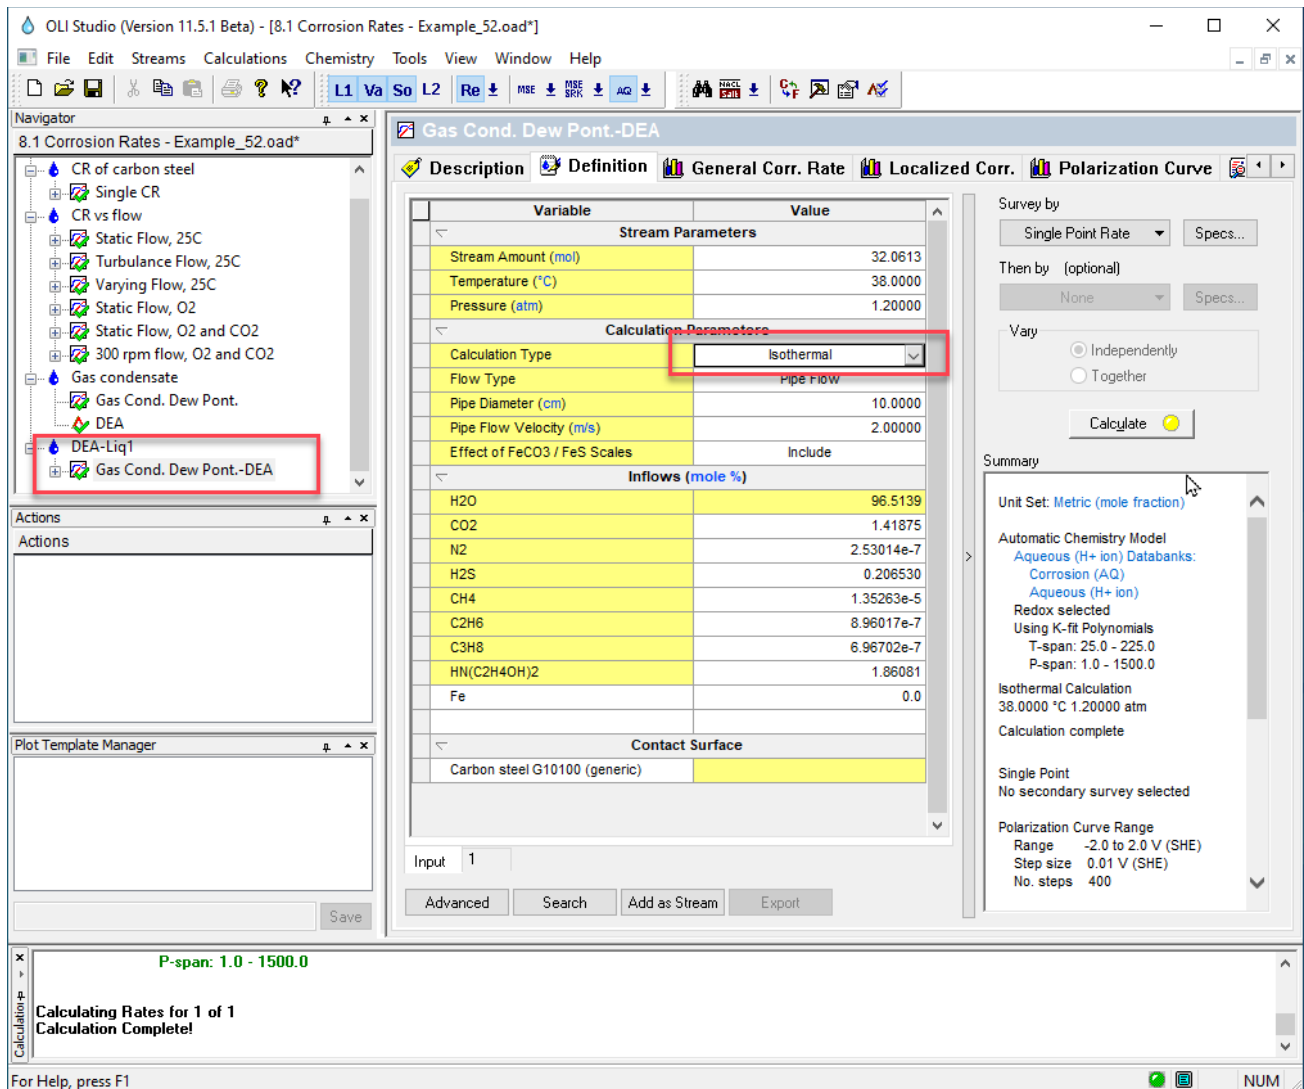 OLI Studio (Version 11.5.1 Beta) - [8.1 Corrosion Rates - Example_52.oad*]
File Edit Streams Calculations Chemistry Tools View Window Help
L1 Va So L2 Re MSE MSE SRK AQ NACL Salt
Navigator
8.1 Corrosion Rates - Example_52.oad*
CR of carbon steel
Single CR
CR vs flow
Static Flow, 25C
Turbulance Flow, 25C
Varying Flow, 25C
Static Flow, O2
Static Flow, O2 and CO2
300 rpm flow, O2 and CO2
Gas condensate
Gas Cond. Dew Pont.
DEA
DEA-Liq1
Gas Cond. Dew Pont.-DEA
Actions
Actions
Plot Template Manager
Save
Gas Cond. Dew Pont.-DEA
Description Definition General Corr. Rate Localized Corr. Polarization Curve
Variable Value
Stream Parameters
Stream Amount (mol) 32.0613
Temperature (°C) 38.0000
Pressure (atm) 1.20000
Calculation Parameters
Calculation Type Isothermal
Flow Type Pipe Flow
Pipe Diameter (cm) 10.0000
Pipe Flow Velocity (m/s) 2.00000
Effect of FeCO3 / FeS Scales Include
Inflows (mole %)
H2O 96.5139
CO2 1.41875
N2 2.53014e-7
H2S 0.206530
CH4 1.35263e-5
C2H6 8.96017e-7
C3H8 6.96702e-7
HN(C2H4OH)2 1.86081
Fe 0.0
Contact Surface
Carbon steel G10100 (generic)
Input 1
Advanced Search Add as Stream Export
Survey by
Single Point Rate Specs...
Then by (optional)
None Specs...
Vary
Independently
Together
Calculate
Summary
Unit Set: Metric (mole fraction)
Automatic Chemistry Model
Aqueous (H+ ion) Databanks:
Corrosion (AQ)
Aqueous (H+ ion)
Redox selected
Using K-fit Polynomials
T-span: 25.0 - 225.0
P-span: 1.0 - 1500.0
Isothermal Calculation
38.0000 °C 1.20000 atm
Calculation complete
Single Point
No secondary survey selected
Polarization Curve Range
Range -2.0 to 2.0 V (SHE)
Step size 0.01 V (SHE)
No. steps 400
P-span: 1.0 - 1500.0
Calculating Rates for 1 of 1
Calculation Complete!
For Help, press F1
NUM